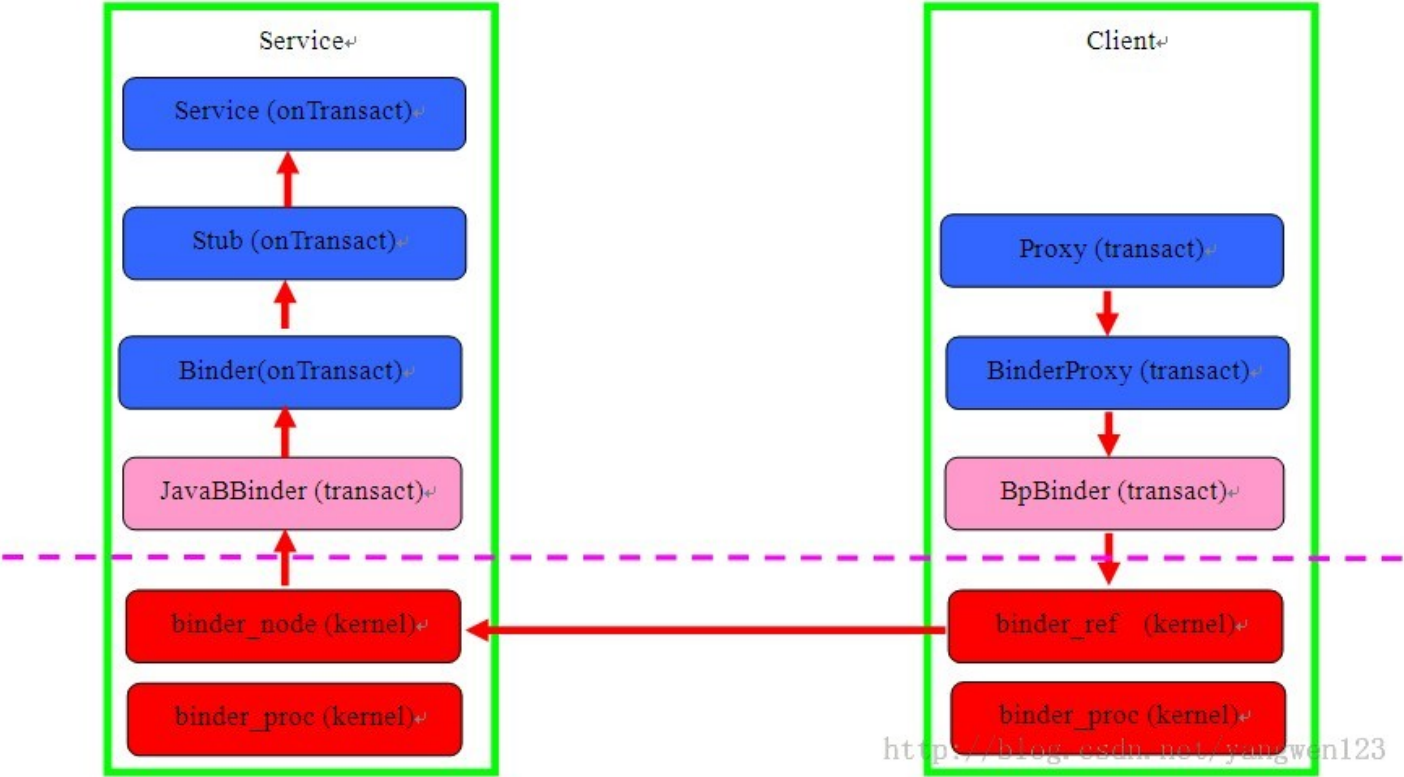 Service↵
Service (onTransact)↵
Stub (onTransact)↵
Binder(onTransact)↵
JavaBBinder (transact)↵
binder_node (kernel)↵
binder_proc (kernel)↵
Client↵
Proxy (transact)↵
BinderProxy (transact)↵
BpBinder (transact)↵
binder_ref (kernel)↵
binder_proc (kernel)↵
http://blog.csdn.net/yangwen123